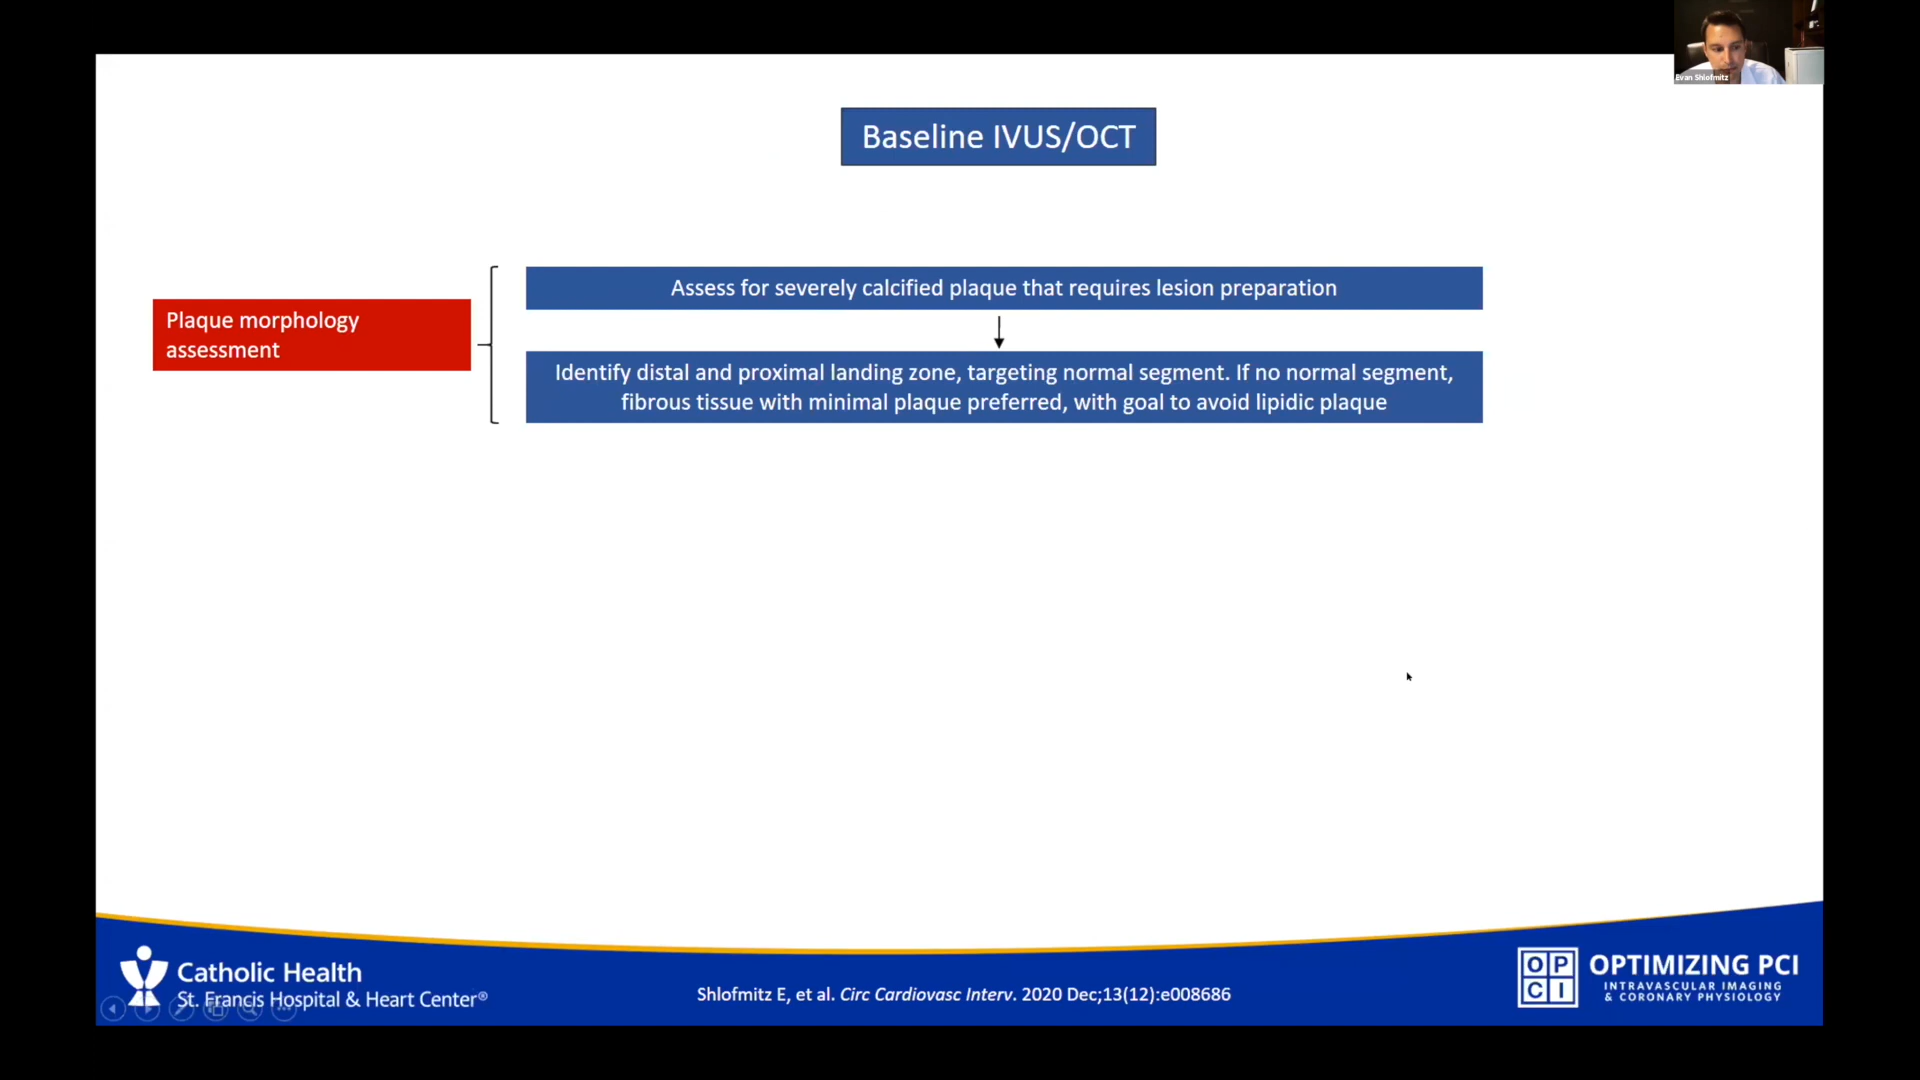 Evan Shlofmitz
Baseline IVUS/OCT
Plaque morphology
assessment
Assess for severely calcified plaque that requires lesion preparation
Identify distal and proximal landing zone, targeting normal segment. If no normal segment,
fibrous tissue with minimal plaque preferred, with goal to avoid lipidic plaque
Catholic Health
St. Francis Hospital & Heart Center®
Shlofmitz E, et al. Circ Cardiovasc Interv. 2020 Dec;13(12):e008686
OP
CI
OPTIMIZING PCI
INTRAVASCULAR IMAGING
& CORONARY PHYSIOLOGY